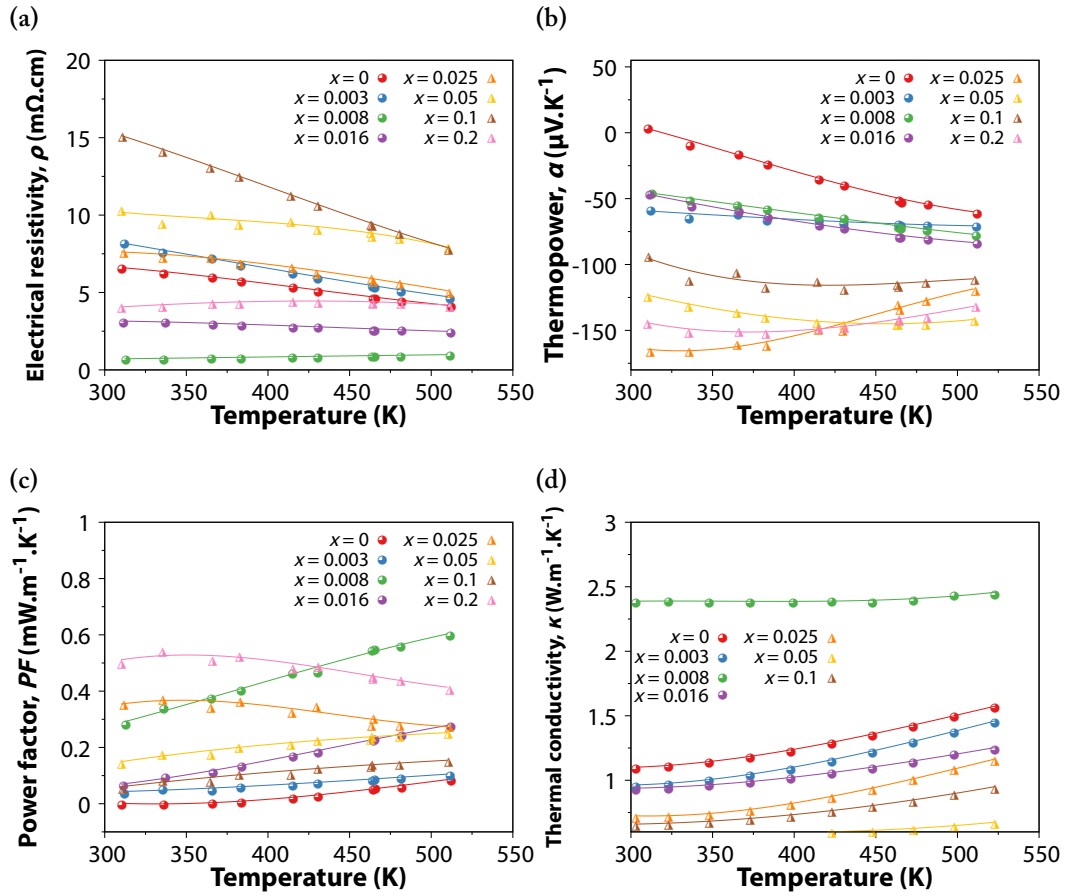 (a)
Electrical resistivity, ρ (mΩ.cm)
20
15
10
5
0
x = 0 x = 0.025
x = 0.003 x = 0.05
x = 0.008 x = 0.1
x = 0.016 x = 0.2
300 350 400 450 500 550
Temperature (K)
(b)
Thermopower, α (μV.K⁻¹)
50
0
-50
-100
-150
x = 0 x = 0.025
x = 0.003 x = 0.05
x = 0.008 x = 0.1
x = 0.016 x = 0.2
300 350 400 450 500 550
Temperature (K)
(c)
Power factor, PF (mW.m⁻¹.K⁻¹)
1
0.8
0.6
0.4
0.2
0
x = 0 x = 0.025
x = 0.003 x = 0.05
x = 0.008 x = 0.1
x = 0.016 x = 0.2
300 350 400 450 500 550
Temperature (K)
(d)
Thermal conductivity, κ (W.m⁻¹.K⁻¹)
3
2.5
2
1.5
1
x = 0 x = 0.025
x = 0.003 x = 0.05
x = 0.008 x = 0.1
x = 0.016
300 350 400 450 500 550
Temperature (K)